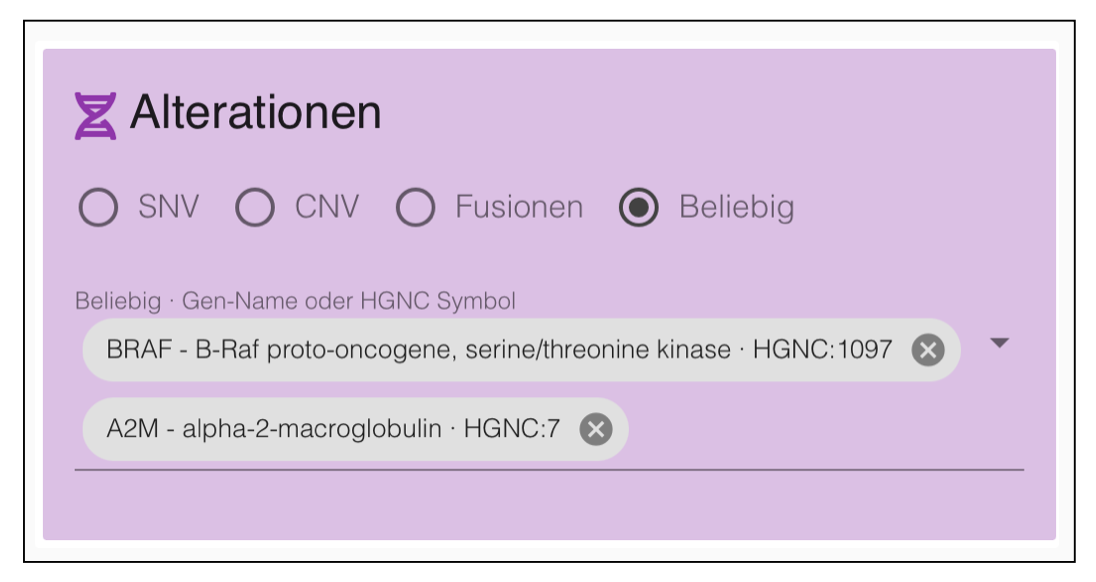 Alterationen
SNV CNV Fusionen Beliebig
Beliebig · Gen-Name oder HGNC Symbol
BRAF - B-Raf proto-oncogene, serine/threonine kinase · HGNC:1097
A2M - alpha-2-macroglobulin · HGNC:7